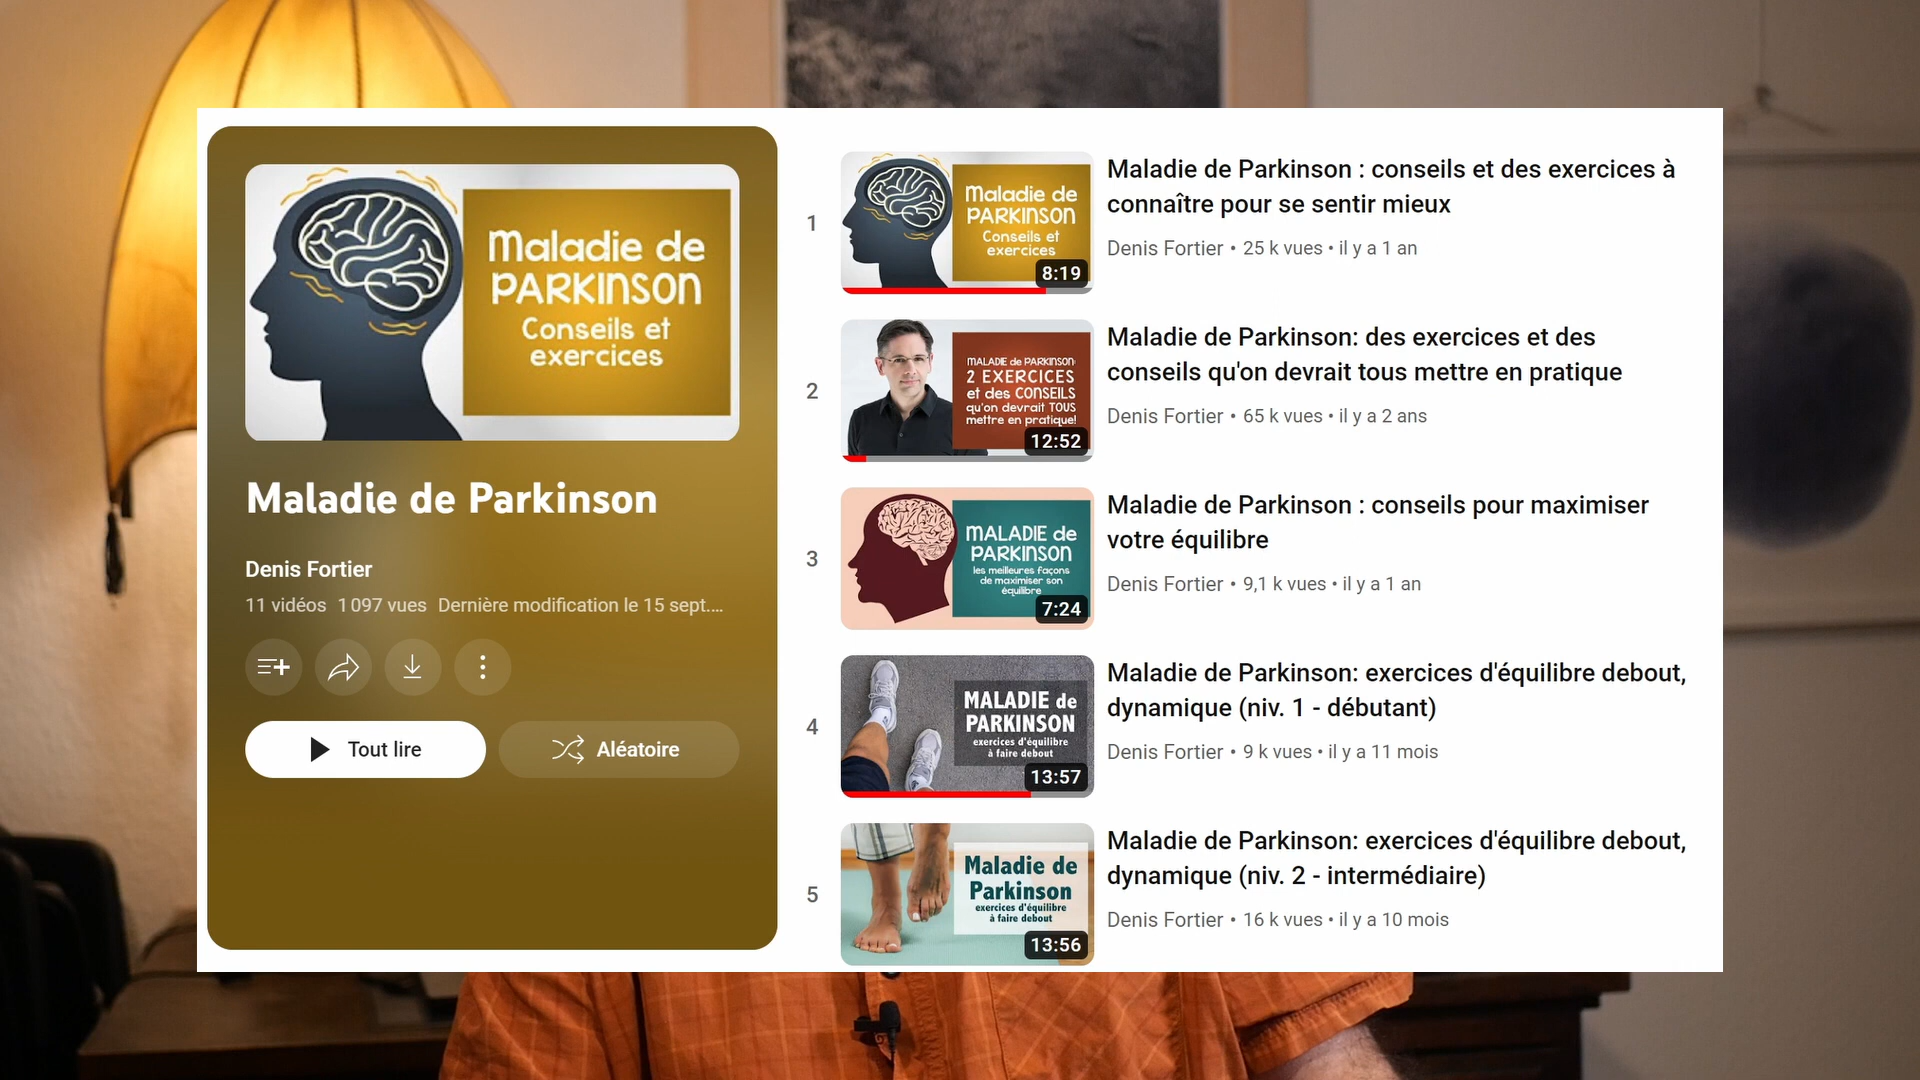 Maladie de
PARKINSON
Conseils et
exercices
Maladie de Parkinson
Denis Fortier
11 vidéos 1 097 vues Dernière modification le 15 sept....
Tout lire
Aléatoire
1
Maladie de
PARKINSON
Conseils et
exercices
8:19
Maladie de Parkinson : conseils et des exercices à
connaître pour se sentir mieux
Denis Fortier • 25 k vues • il y a 1 an
2
MALADIE de PARKINSON:
2 EXERCICES
et des CONSEILS
qu'on devrait TOUS
mettre en pratique!
12:52
Maladie de Parkinson: des exercices et des
conseils qu'on devrait tous mettre en pratique
Denis Fortier • 65 k vues • il y a 2 ans
3
MALADIE de
PARKINSON
les meilleures façons
de maximiser son
équilibre
7:24
Maladie de Parkinson : conseils pour maximiser
votre équilibre
Denis Fortier • 9,1 k vues • il y a 1 an
4
MALADIE de
PARKINSON
exercices d'équilibre
à faire debout
13:57
Maladie de Parkinson: exercices d'équilibre debout,
dynamique (niv. 1 - débutant)
Denis Fortier • 9 k vues • il y a 11 mois
5
Maladie de
Parkinson
exercices d'équilibre
à faire debout
13:56
Maladie de Parkinson: exercices d'équilibre debout,
dynamique (niv. 2 - intermédiaire)
Denis Fortier • 16 k vues • il y a 10 mois